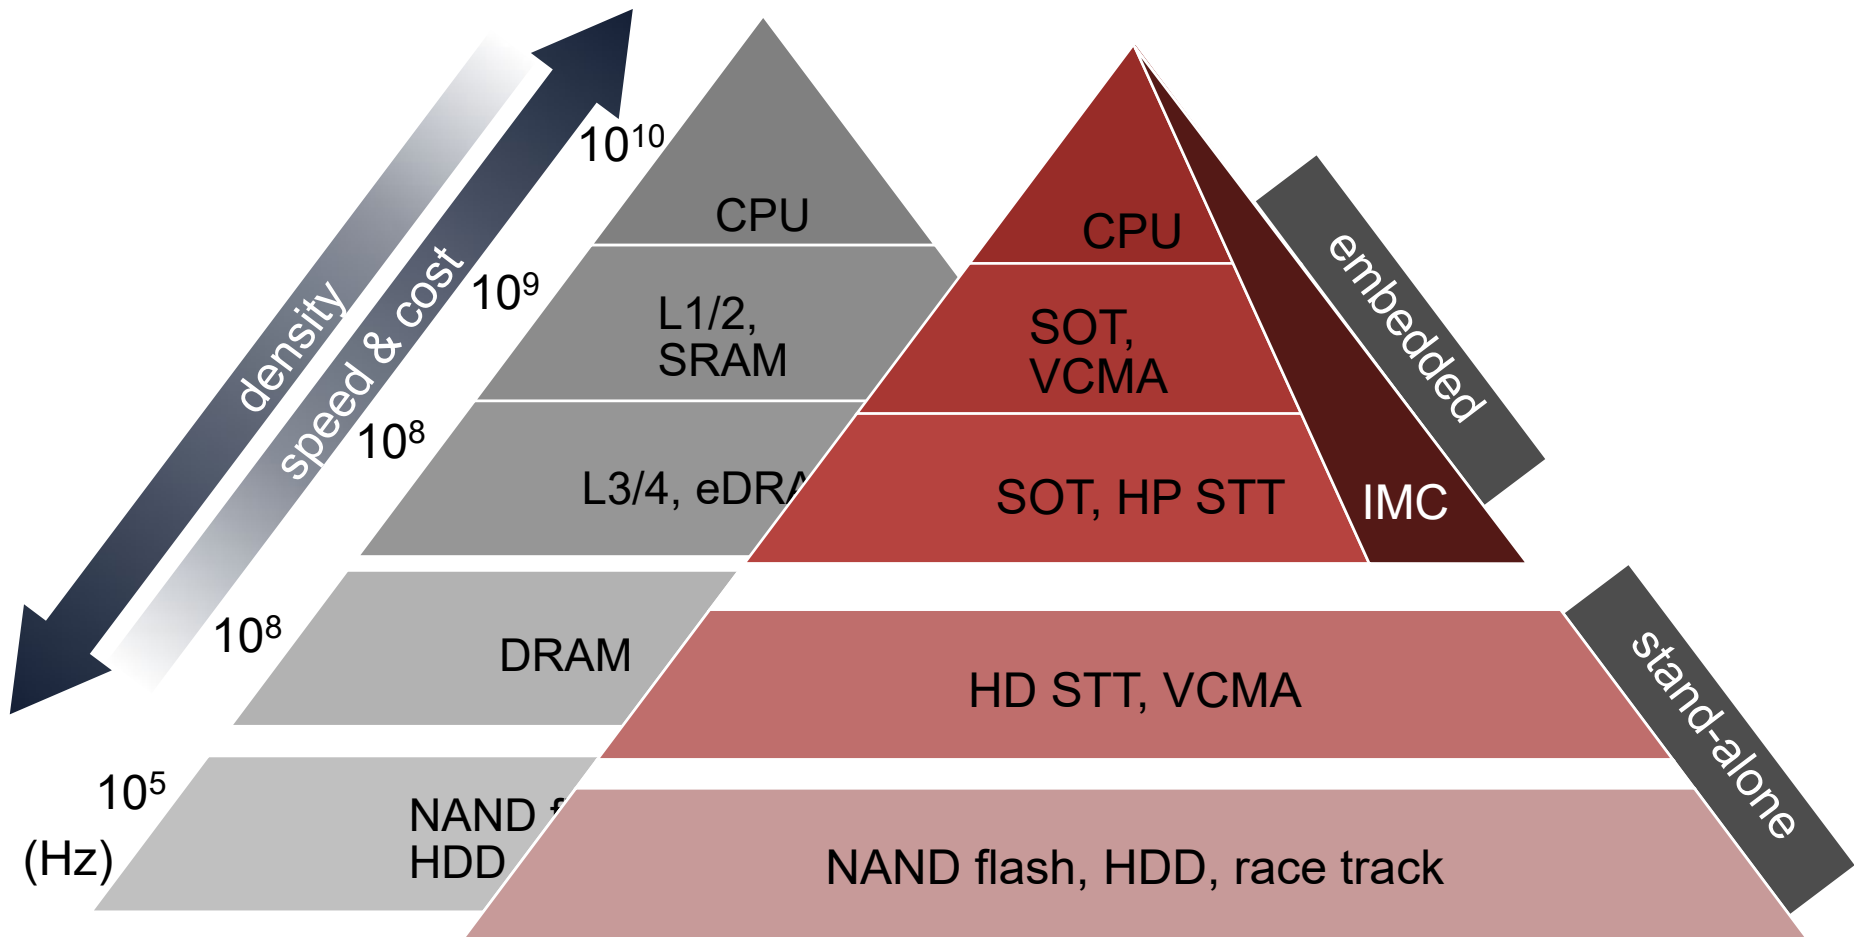 density
speed & cost
10¹⁰
10⁹
10⁸
10⁸
10⁵
(Hz)
CPU
L1/2,
SRAM
L3/4, eDRA
DRAM
NAND
HDD
CPU
SOT,
VCMA
SOT, HP STT
IMC
HD STT, VCMA
NAND flash, HDD, race track
embedded
stand-alone